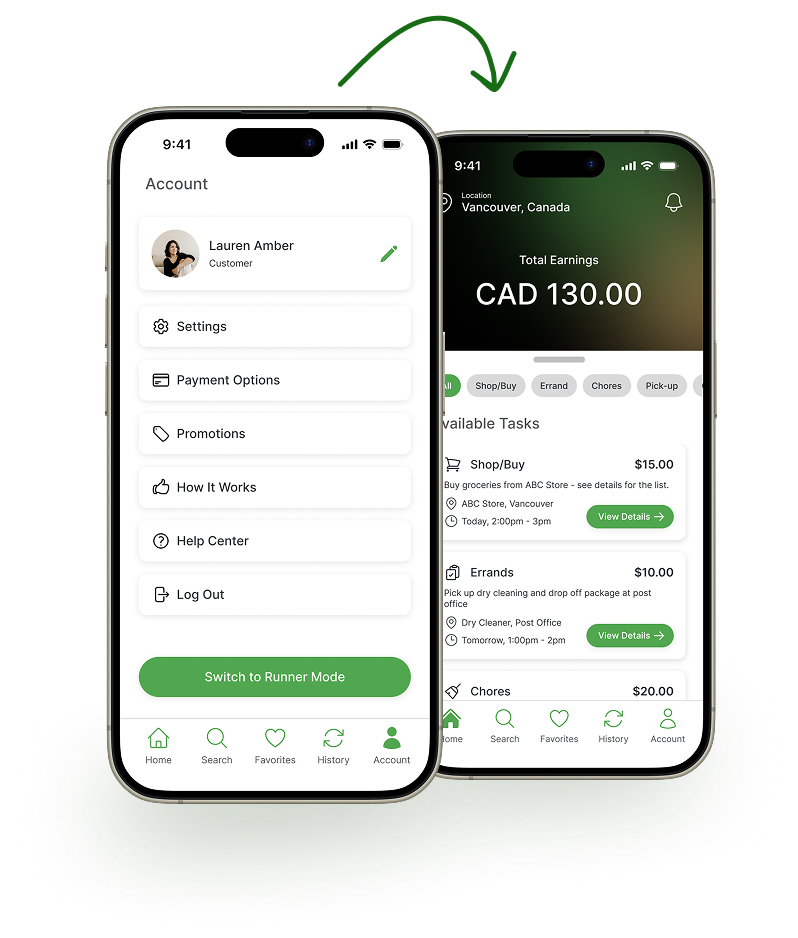 9:41
Account
Lauren Amber
Customer
Settings
Payment Options
Promotions
How It Works
Help Center
Log Out
Switch to Runner Mode
Home
Search
Favorites
History
Account
9:41
Location
Vancouver, Canada
Total Earnings
CAD 130.00
ll
Shop/Buy
Errand
Chores
Pick-up
vailable Tasks
Shop/Buy
$15.00
Buy groceries from ABC Store - see details for the list.
ABC Store, Vancouver
Today, 2:00pm - 3pm
View Details
Errands
$10.00
Pick up dry cleaning and drop off package at post
office
Dry Cleaner, Post Office
Tomorrow, 1:00pm - 2pm
View Details
Chores
$20.00
ome
Search
Favorites
History
Account